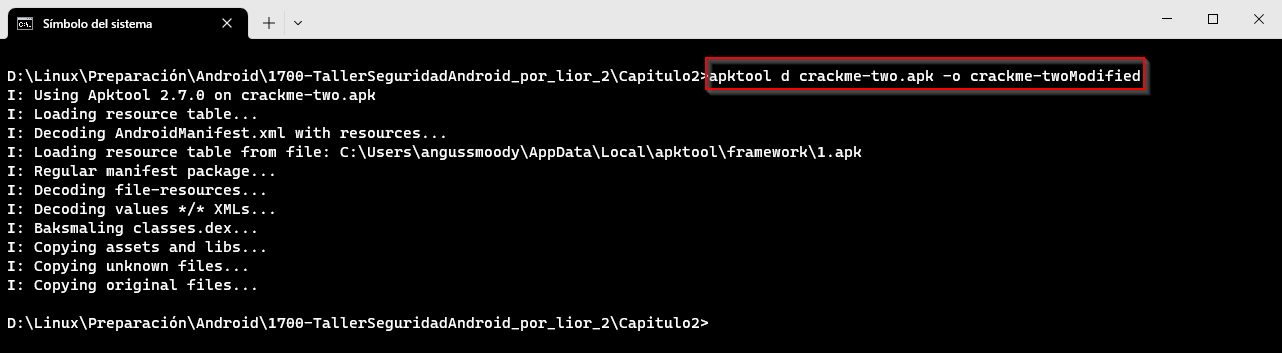 Símbolo del sistema
D:\Linux\Preparación\Android\1700-TallerSeguridadAndroid_por_lior_2\Capitulo2>apktool d crackme-two.apk -o crackme-twoModified
I: Using Apktool 2.7.0 on crackme-two.apk
I: Loading resource table...
I: Decoding AndroidManifest.xml with resources...
I: Loading resource table from file: C:\Users\angussmoody\AppData\Local\apktool\framework\1.apk
I: Regular manifest package...
I: Decoding file-resources...
I: Decoding values */* XMLs...
I: Baksmaling classes.dex...
I: Copying assets and libs...
I: Copying unknown files...
I: Copying original files...
D:\Linux\Preparación\Android\1700-TallerSeguridadAndroid_por_lior_2\Capitulo2>